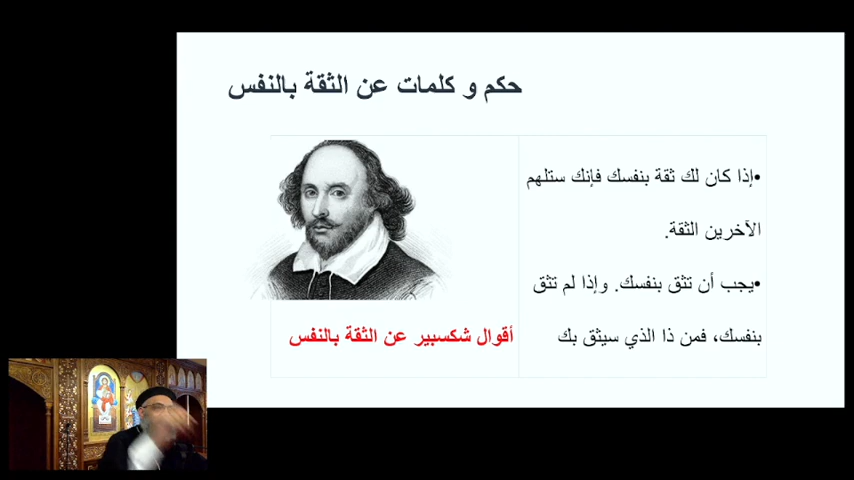 حكم و كلمات عن الثقة بالنفس
•إذا كان لك ثقة بنفسك فإنك ستلهم
الآخرين الثقة.
•يجب أن تثق بنفسك. وإذا لم تثق
بنفسك، فمن ذا الذي سيثق بك
أقوال شكسبير عن الثقة بالنفس